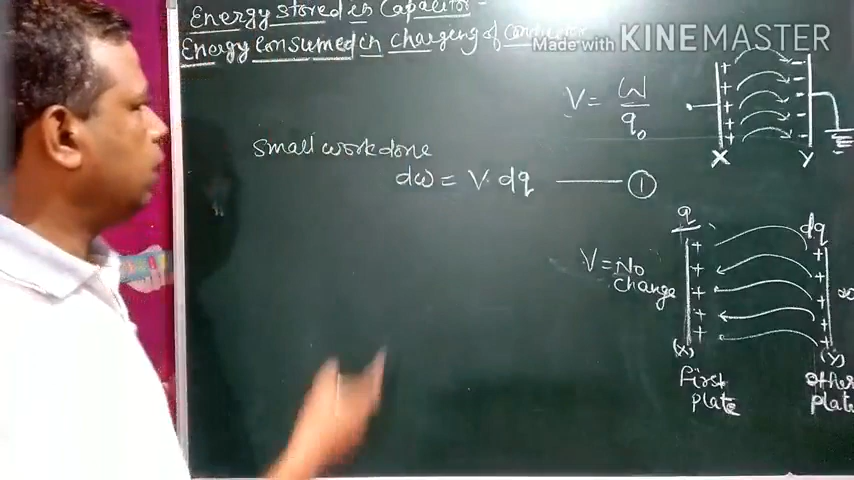 Energy stored in Capacitor -
Energy consumed in charging of
Made with KINEMASTER
V = W/q₀
X Y
Small workdone
dω = V · dq ——— ①
q dq
V = No
change
(X) (Y)
First
plate
other
plate